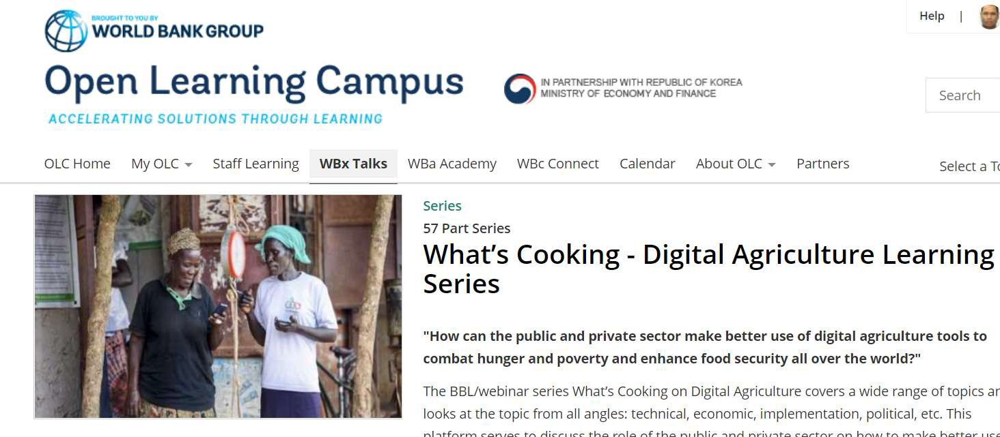 BROUGHT TO YOU BY
WORLD BANK GROUP
Help |
Open Learning Campus
IN PARTNERSHIP WITH REPUBLIC OF KOREA
MINISTRY OF ECONOMY AND FINANCE
Search
ACCELERATING SOLUTIONS THROUGH LEARNING
OLC Home My OLC Staff Learning WBx Talks WBa Academy WBc Connect Calendar About OLC Partners
Select a To
Series
57 Part Series
What’s Cooking - Digital Agriculture Learning
Series
"How can the public and private sector make better use of digital agriculture tools to
combat hunger and poverty and enhance food security all over the world?"
The BBL/webinar series What’s Cooking on Digital Agriculture covers a wide range of topics an
looks at the topic from all angles: technical, economic, implementation, political, etc. This
platform serves to discuss the role of the public and private sector on how to make better use